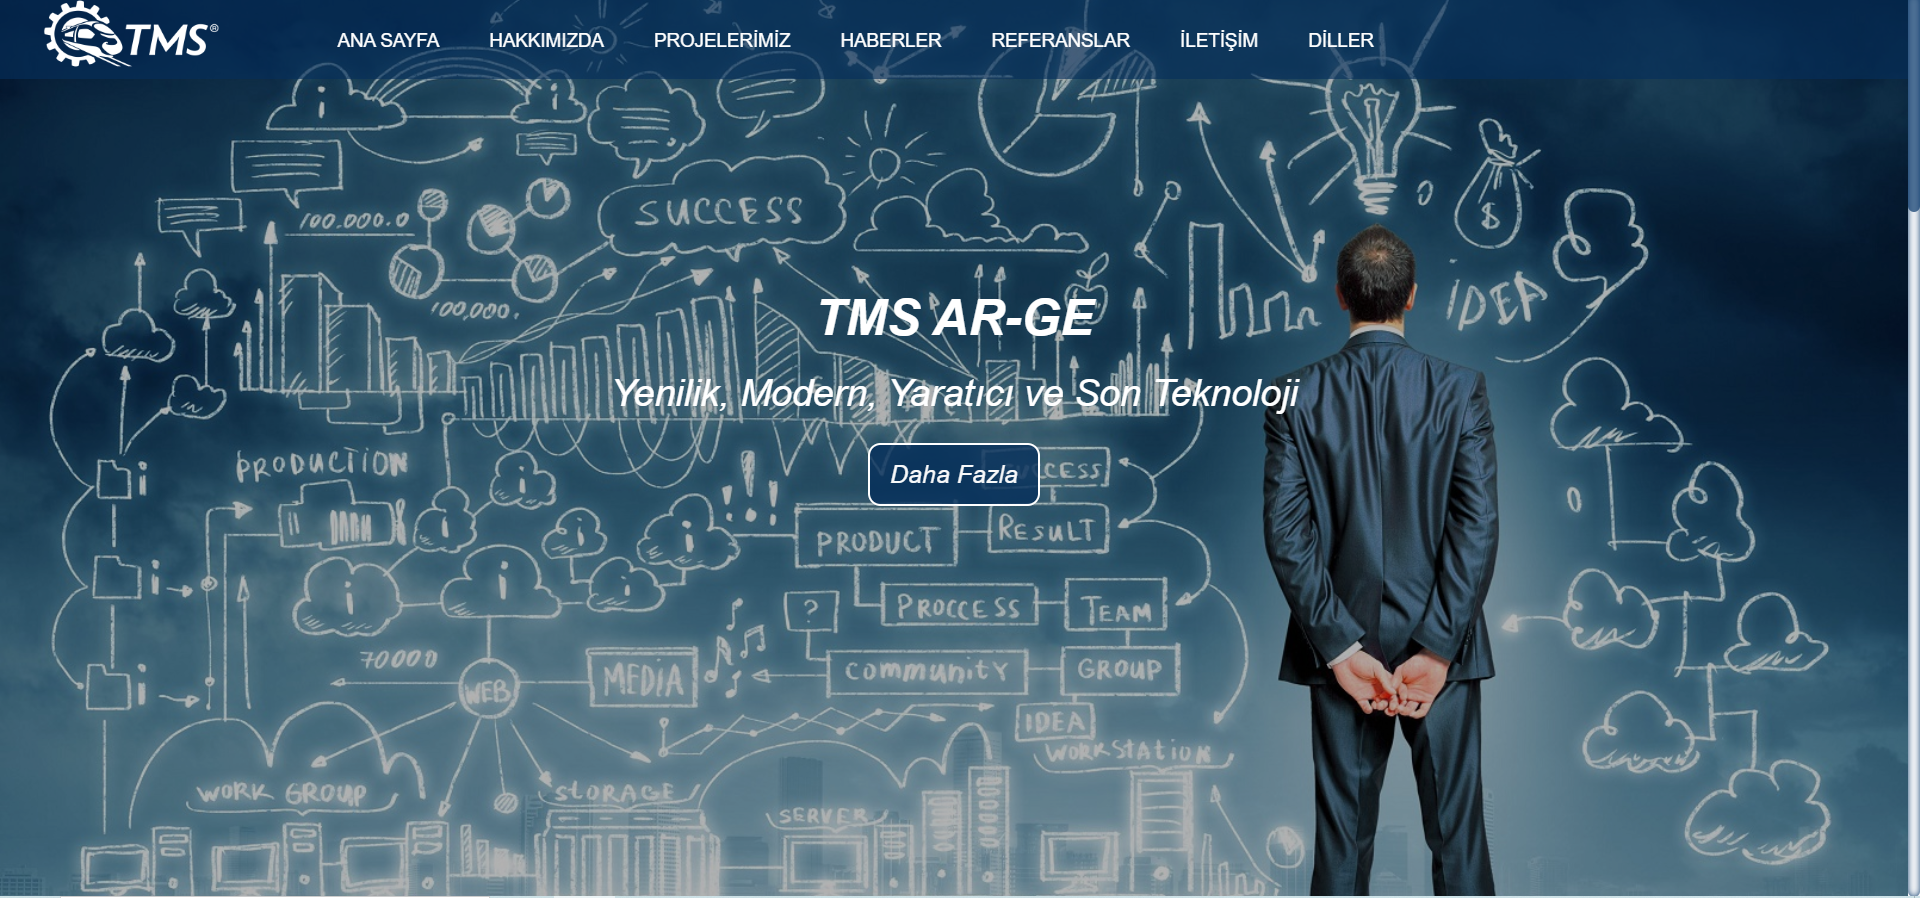 TMS®
ANA SAYFA HAKKIMIZDA PROJELERİMİZ HABERLER REFERANSLAR İLETİŞİM DİLLER
i i
SUCCESS
100.000.0
$
100,000.
IDEA
TMS AR-GE
Yenilik, Modern, Yaratıcı ve Son Teknoloji
PRODUCTION
Daha Fazla
CCESS
i i
!!!
PRODUCT
RESULT
i i i
i i i i
?
PROCCESS
TEAM
70000
COMMUNITY
GROUP
MEDIA
WEB
i
IDEA
WORKSTATION
WORK GROUP
STORAGE
SERVER